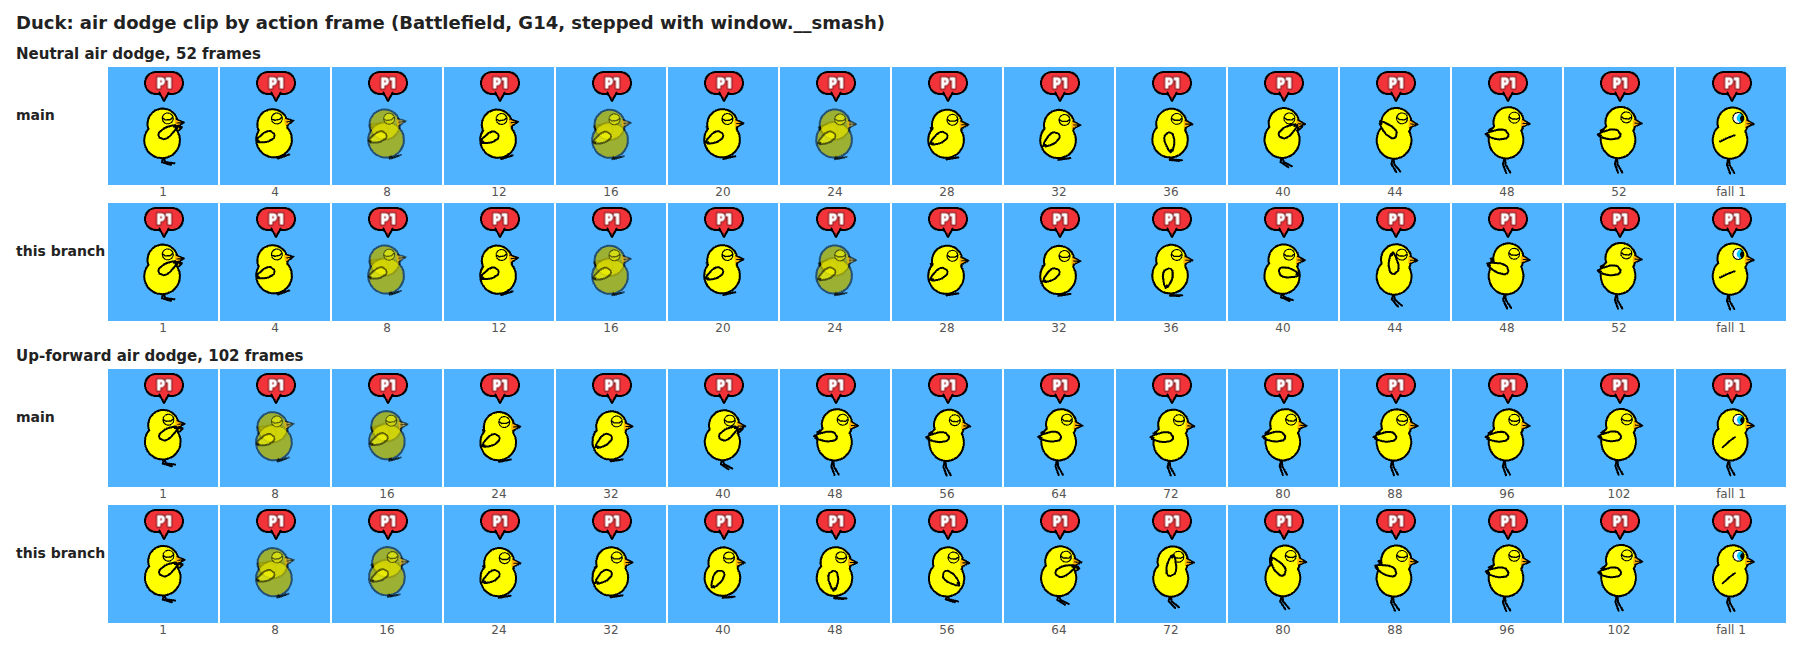 Duck: air dodge clip by action frame (Battlefield, G14, stepped with window.__smash)
Neutral air dodge, 52 frames
P1 P1 P1 P1 P1 P1 P1 P1 P1 P1 P1 P1 P1 P1 P1
main
1 4 8 12 16 20 24 28 32 36 40 44 48 52 fall 1
P1 P1 P1 P1 P1 P1 P1 P1 P1 P1 P1 P1 P1 P1 P1
this branch
1 4 8 12 16 20 24 28 32 36 40 44 48 52 fall 1
Up-forward air dodge, 102 frames
P1 P1 P1 P1 P1 P1 P1 P1 P1 P1 P1 P1 P1 P1 P1
main
1 8 16 24 32 40 48 56 64 72 80 88 96 102 fall 1
P1 P1 P1 P1 P1 P1 P1 P1 P1 P1 P1 P1 P1 P1 P1
this branch
1 8 16 24 32 40 48 56 64 72 80 88 96 102 fall 1